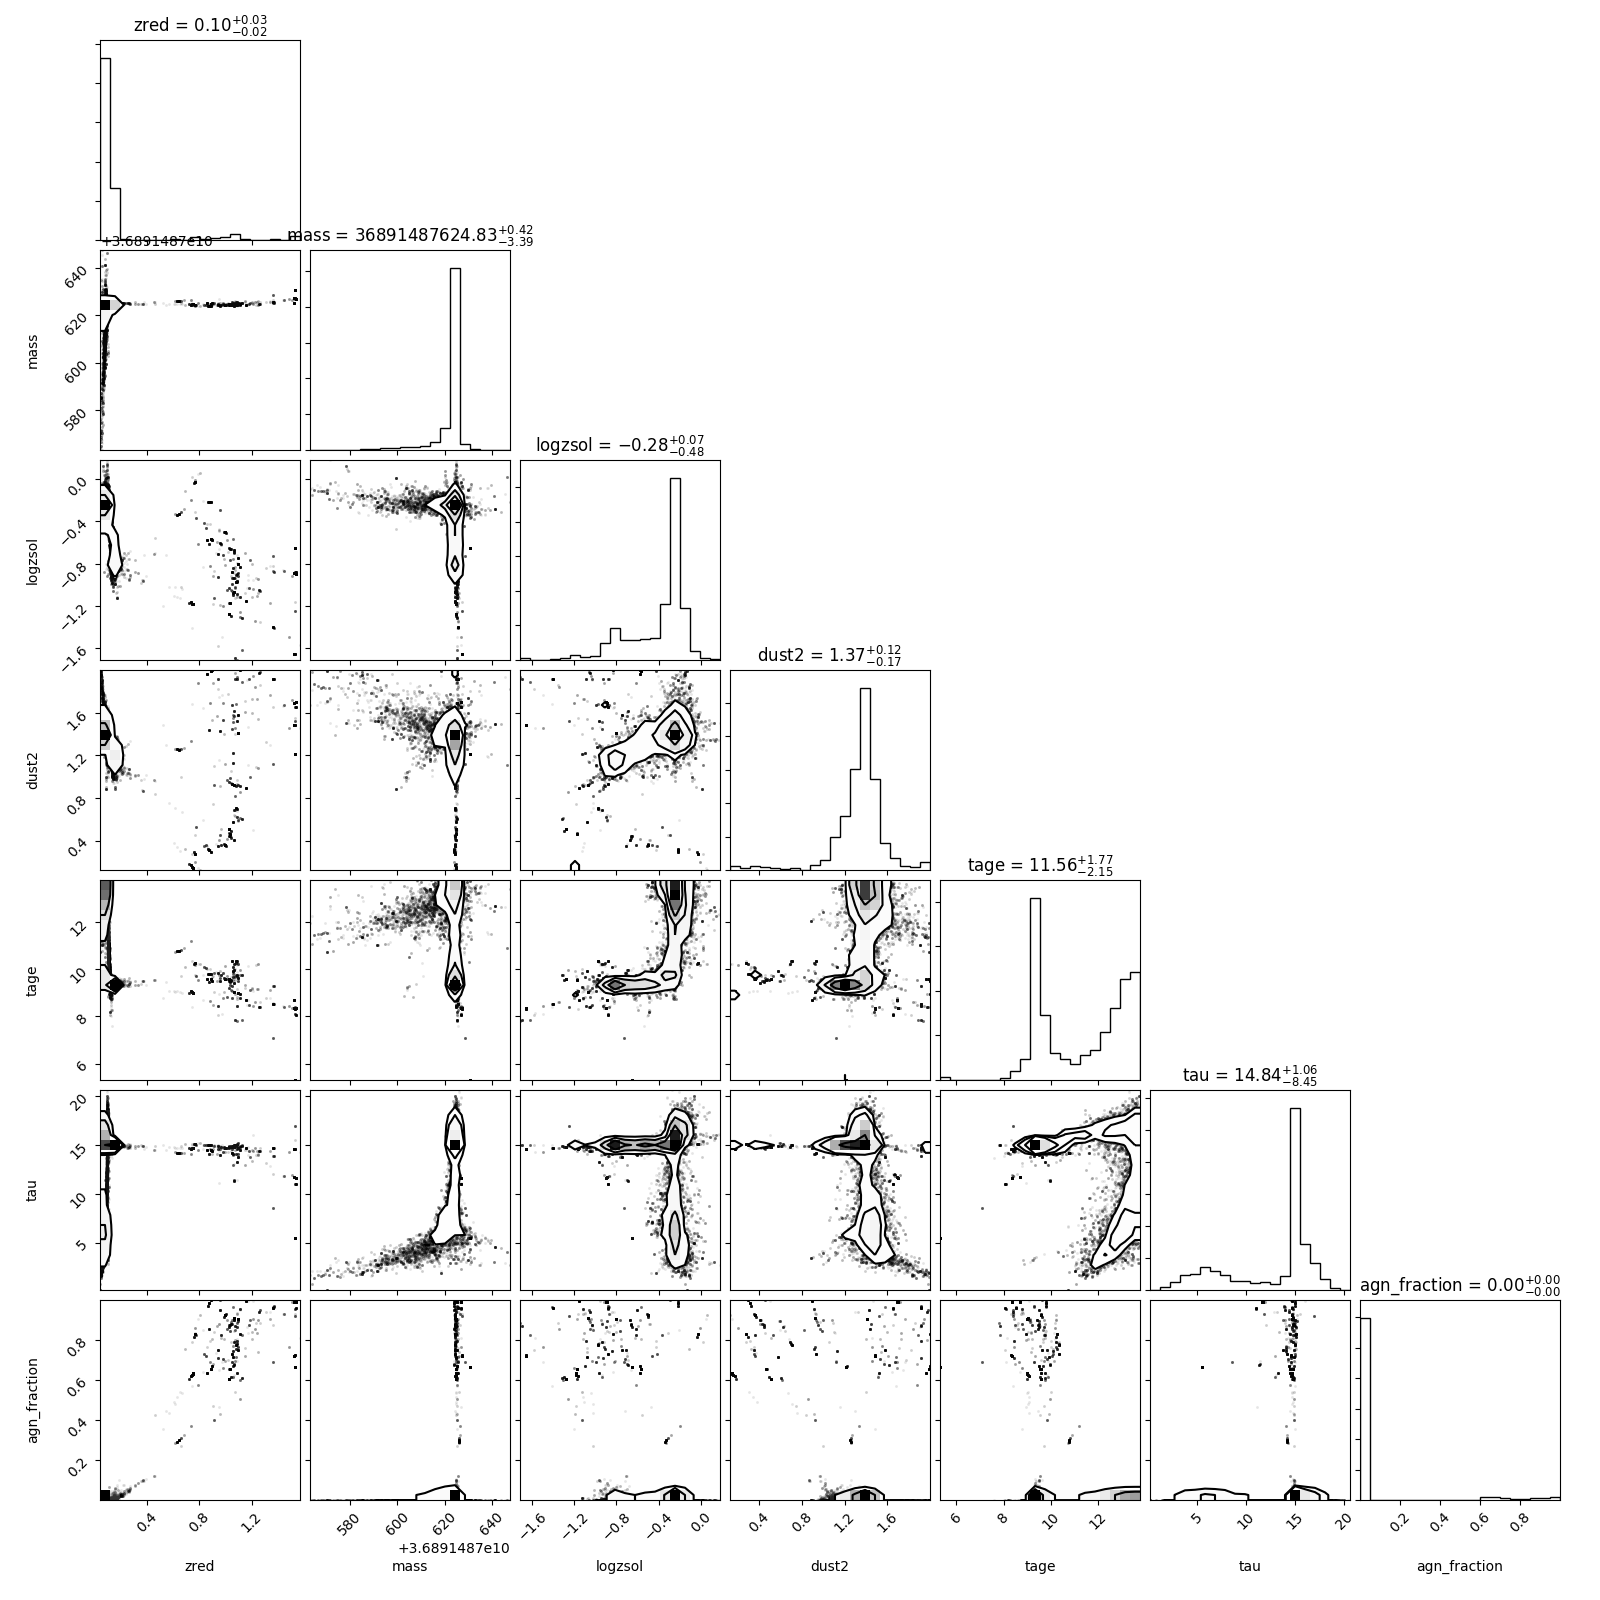 zred = 0.10+0.03−0.02
+3.6891487e10
mass = 36891487624.83+0.42−3.39
mass
640
620
600
580
logzsol = −0.28+0.07−0.48
logzsol
0.0
−0.4
−0.8
−1.2
−1.6
dust2 = 1.37+0.12−0.17
dust2
1.6
1.2
0.8
0.4
tage = 11.56+1.77−2.15
tage
12
10
8
6
tau = 14.84+1.06−8.45
tau
20
15
10
5
agn_fraction = 0.00+0.00−0.00
agn_fraction
0.8
0.6
0.4
0.2
0.4 0.8 1.2 580 600 620 640 −1.6 −1.2 −0.8 −0.4 0.0 0.4 0.8 1.2 1.6 6 8 10 12 5 10 15 20 0.2 0.4 0.6 0.8
+3.6891487e10
zred mass logzsol dust2 tage tau agn_fraction